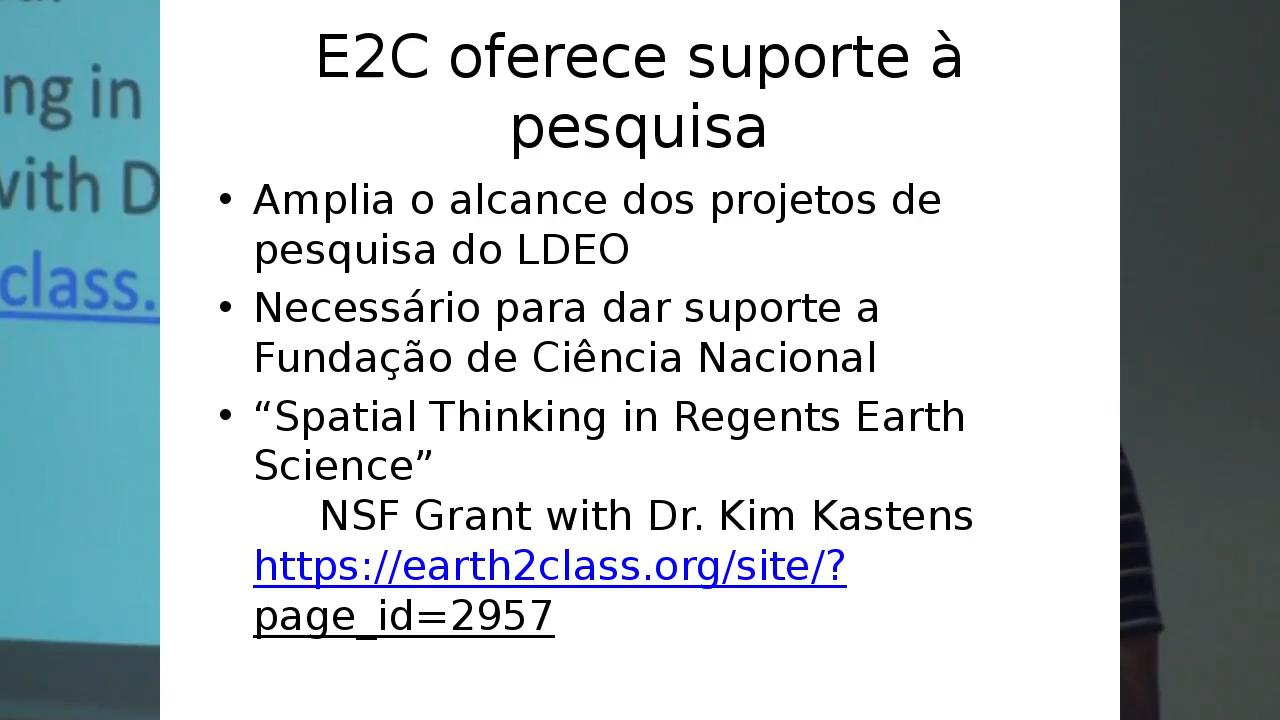 E2C oferece suporte à
pesquisa
• Amplia o alcance dos projetos de
pesquisa do LDEO
• Necessário para dar suporte a
Fundação de Ciência Nacional
• “Spatial Thinking in Regents Earth
Science”
NSF Grant with Dr. Kim Kastens
https://earth2class.org/site/?
page_id=2957
ng in
with D
class.